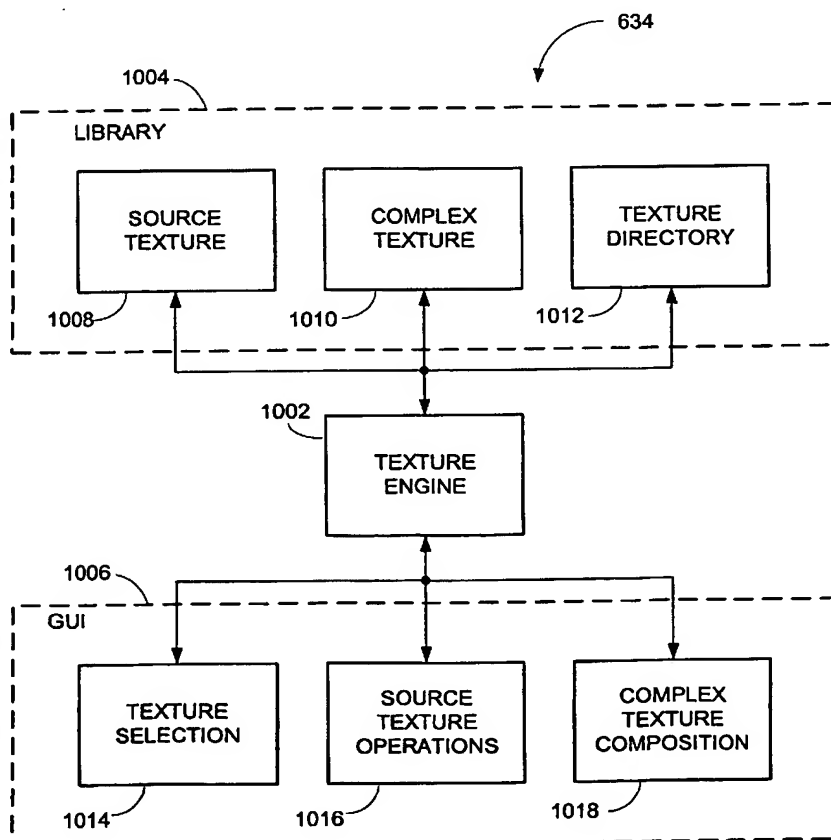 634
1004
LIBRARY
SOURCE
TEXTURE
COMPLEX
TEXTURE
TEXTURE
DIRECTORY
1008
1010
1012
1002
TEXTURE
ENGINE
1006
GUI
TEXTURE
SELECTION
SOURCE
TEXTURE
OPERATIONS
COMPLEX
TEXTURE
COMPOSITION
1014
1016
1018